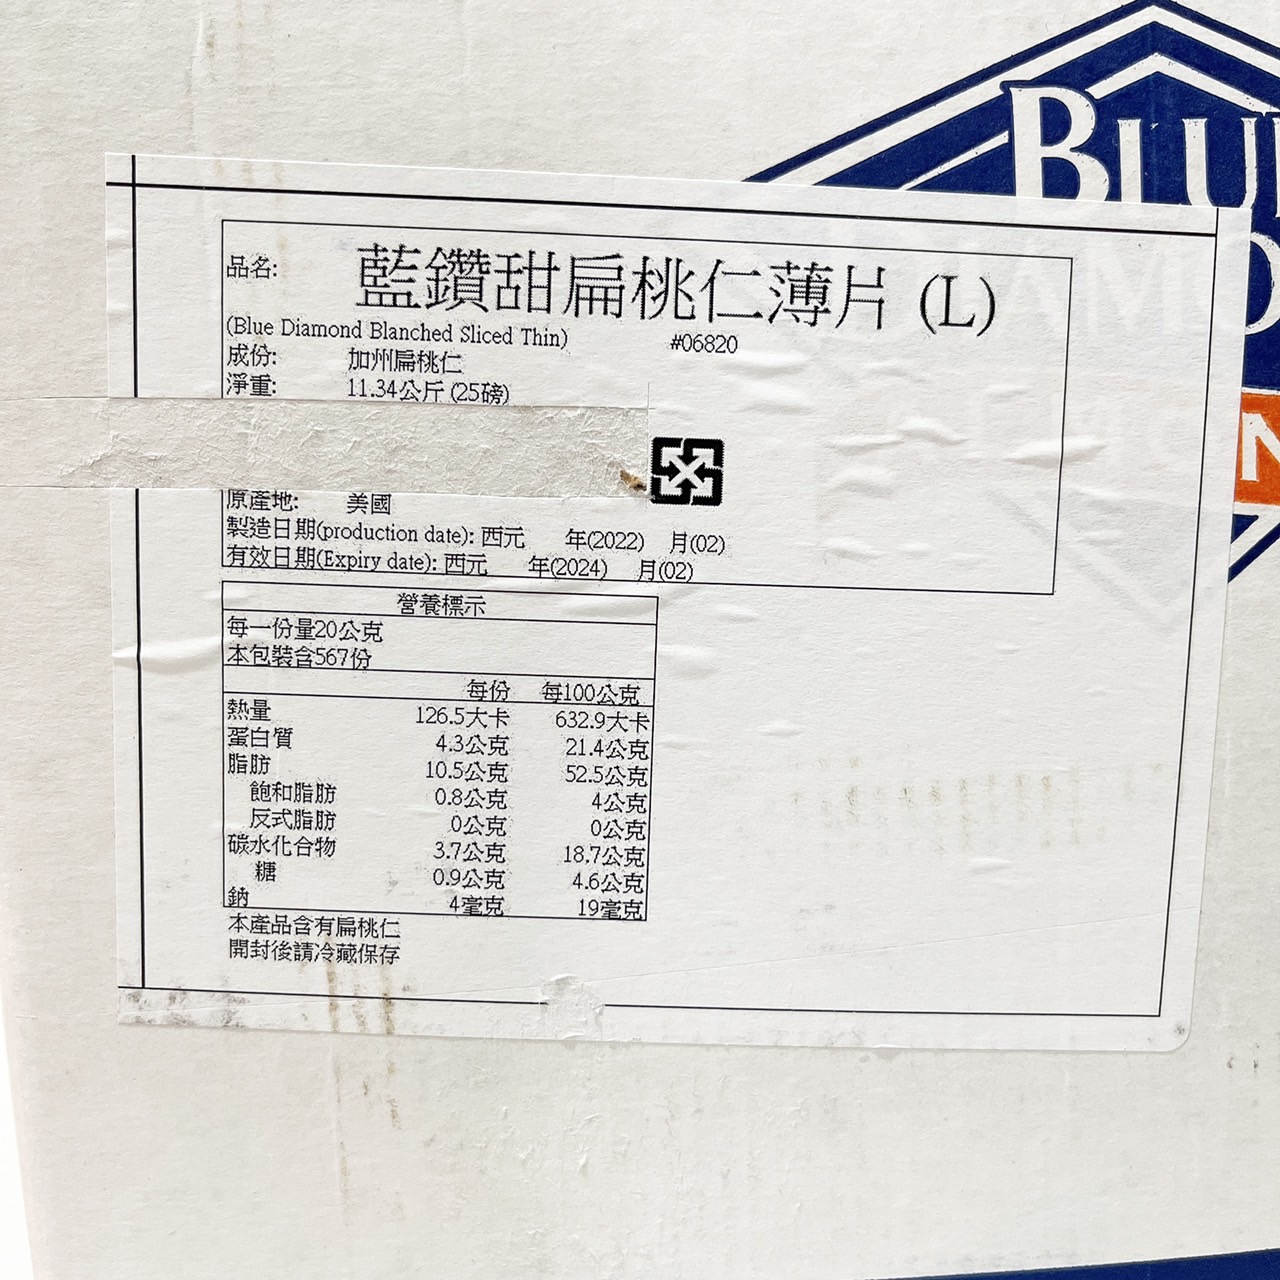 BLU
品名: 藍鑽甜扁桃仁薄片 (L)
(Blue Diamond Blanched Sliced Thin) #06820
成份: 加州扁桃仁
淨重: 11.34公斤 (25磅)
原產地: 美國
製造日期(production date): 西元 年(2022) 月(02)
有效日期(Expiry date): 西元 年(2024) 月(02)
營養標示
每一份量20公克
本包裝含567份
每份 每100公克
熱量 126.5大卡 632.9大卡
蛋白質 4.3公克 21.4公克
脂肪 10.5公克 52.5公克
飽和脂肪 0.8公克 4公克
反式脂肪 0公克 0公克
碳水化合物 3.7公克 18.7公克
糖 0.9公克 4.6公克
鈉 4毫克 19毫克
本產品含有扁桃仁
開封後請冷藏保存